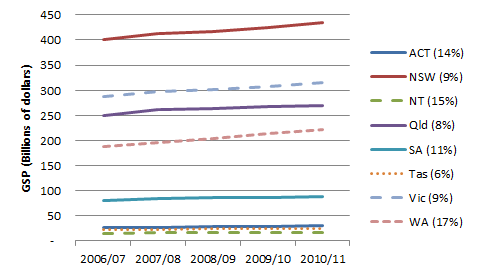 GSP (Billions of dollars)
450
400
350
300
250
200
150
100
50
-
2006/07 2007/08 2008/09 2009/10 2010/11
ACT (14%)
NSW (9%)
NT (15%)
Qld (8%)
SA (11%)
Tas (6%)
Vic (9%)
WA (17%)